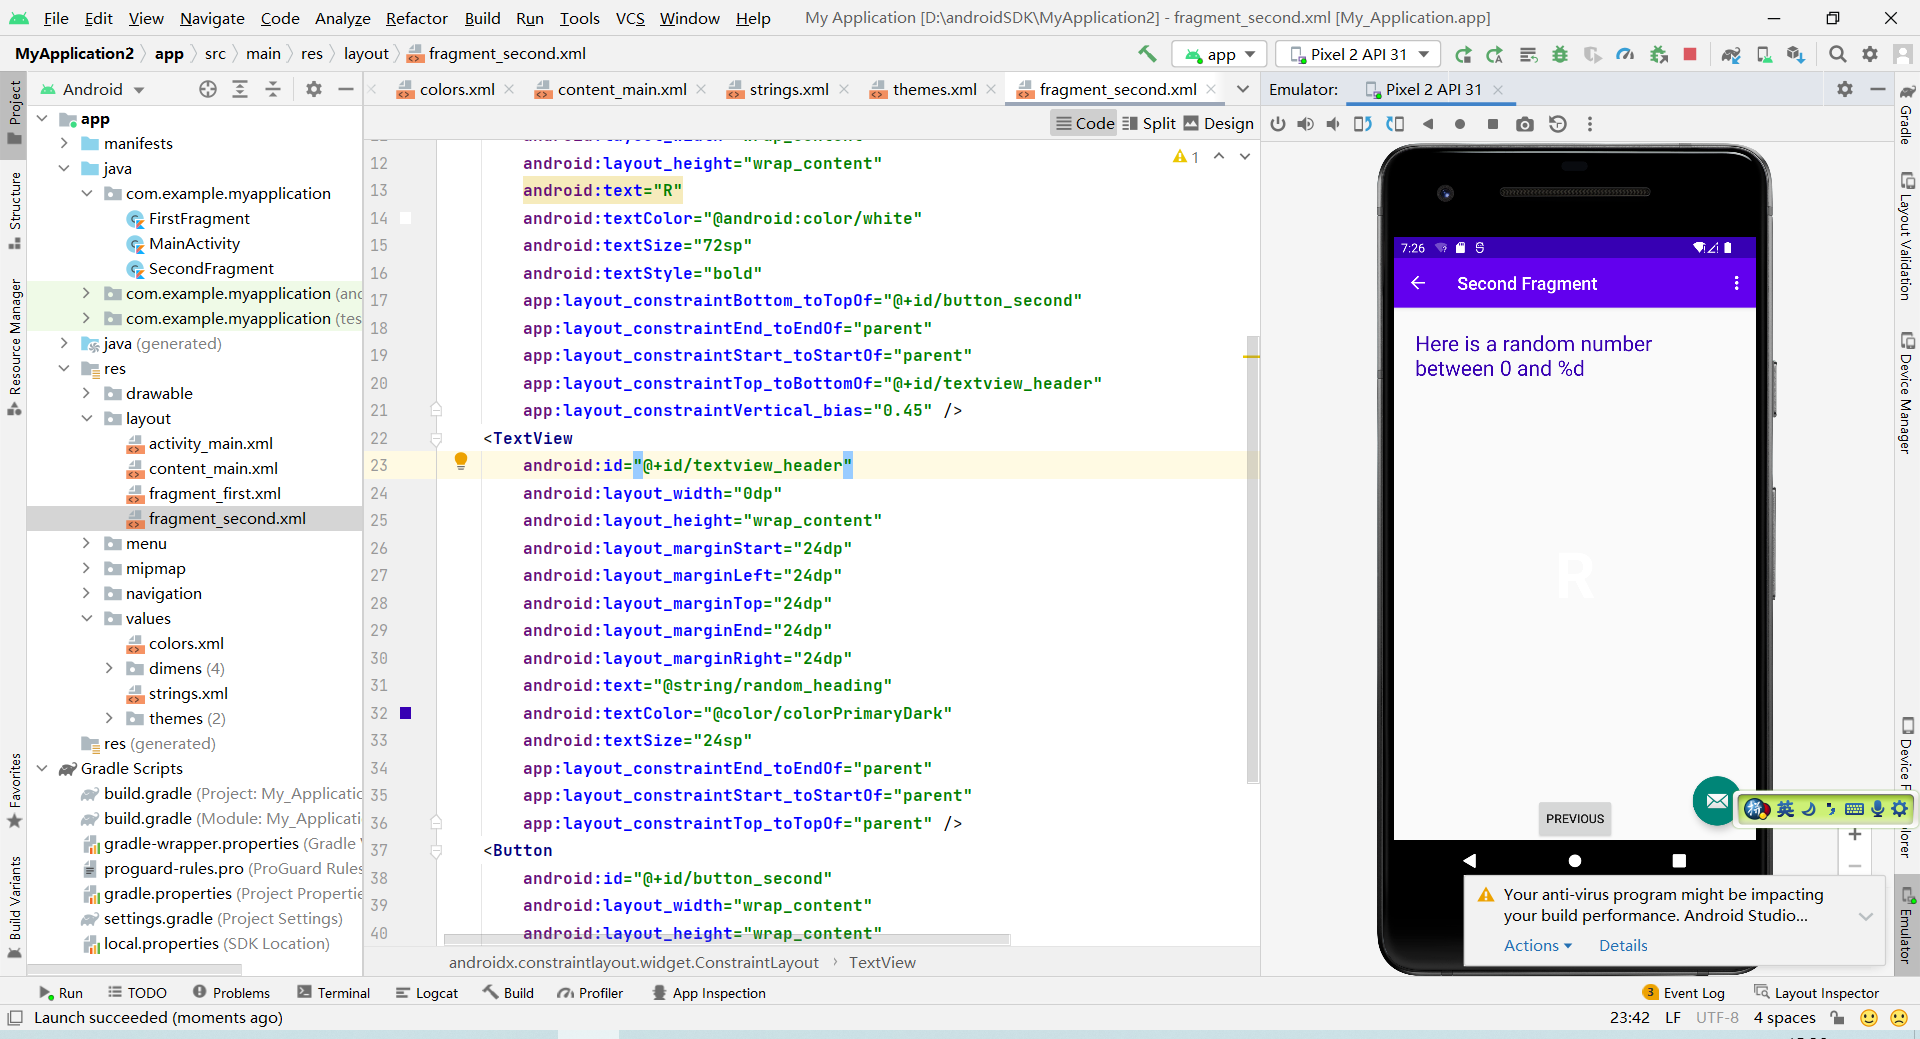 File Edit View Navigate Code Analyze Refactor Build Run Tools VCS Window Help My Application [D:\androidSDK\MyApplication2] - fragment_second.xml [My_Application.app]
MyApplication2 app src main res layout fragment_second.xml app Pixel 2 API 31
Android colors.xml content_main.xml strings.xml themes.xml fragment_second.xml Emulator: Pixel 2 API 31
Code Split Design
Project
Structure
Resource Manager
Favorites
Build Variants
app
manifests
java
com.example.myapplication
FirstFragment
MainActivity
SecondFragment
com.example.myapplication (and
com.example.myapplication (tes
java (generated)
res
drawable
layout
activity_main.xml
content_main.xml
fragment_first.xml
fragment_second.xml
menu
mipmap
navigation
values
colors.xml
dimens (4)
strings.xml
themes (2)
res (generated)
Gradle Scripts
build.gradle (Project: My_Applicatic
build.gradle (Module: My_Applicati
gradle-wrapper.properties (Gradle V
proguard-rules.pro (ProGuard Rules
gradle.properties (Project Propertie
settings.gradle (Project Settings)
local.properties (SDK Location)
1
12 android:layout_height="wrap_content"
13 android:text="R"
14 android:textColor="@android:color/white"
15 android:textSize="72sp"
16 android:textStyle="bold"
17 app:layout_constraintBottom_toTopOf="@+id/button_second"
18 app:layout_constraintEnd_toEndOf="parent"
19 app:layout_constraintStart_toStartOf="parent"
20 app:layout_constraintTop_toBottomOf="@+id/textview_header"
21 app:layout_constraintVertical_bias="0.45" />
22 <TextView
23 android:id="@+id/textview_header"
24 android:layout_width="0dp"
25 android:layout_height="wrap_content"
26 android:layout_marginStart="24dp"
27 android:layout_marginLeft="24dp"
28 android:layout_marginTop="24dp"
29 android:layout_marginEnd="24dp"
30 android:layout_marginRight="24dp"
31 android:text="@string/random_heading"
32 android:textColor="@color/colorPrimaryDark"
33 android:textSize="24sp"
34 app:layout_constraintEnd_toEndOf="parent"
35 app:layout_constraintStart_toStartOf="parent"
36 app:layout_constraintTop_toTopOf="parent" />
37 <Button
38 android:id="@+id/button_second"
39 android:layout_width="wrap_content"
40 android:layout_height="wrap_content"
androidx.constraintlayout.widget.ConstraintLayout TextView
7:26
Second Fragment
Here is a random number
between 0 and %d
R
PREVIOUS
英
Your anti-virus program might be impacting
your build performance. Android Studio...
Actions Details
Gradle
Layout Validation
Device Manager
Device F
plorer
Emulator
Run TODO Problems Terminal Logcat Build Profiler App Inspection 3 Event Log Layout Inspector
Launch succeeded (moments ago) 23:42 LF UTF-8 4 spaces